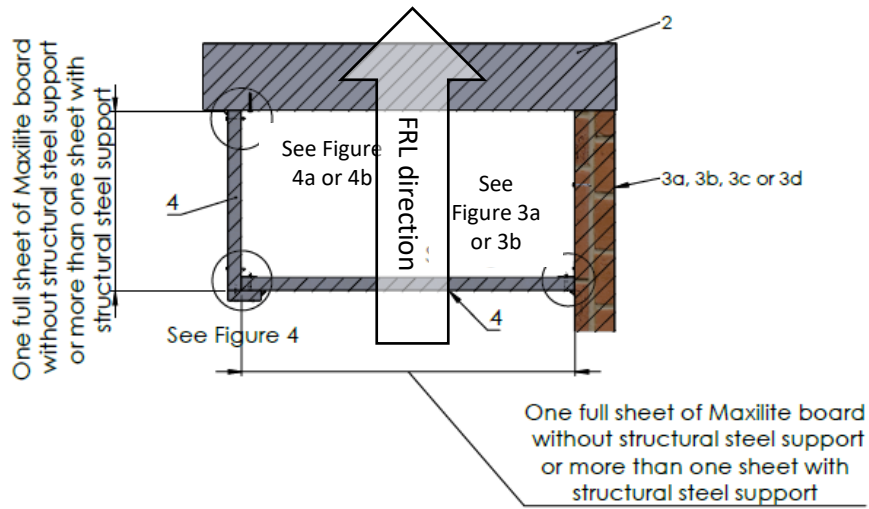 2
One full sheet of Maxilite board
without structural steel support
or more than one sheet with
structural steel support
FRL direction
See Figure
4a or 4b
See
Figure 3a
or 3b
3a, 3b, 3c or 3d
4
4
See Figure 4
One full sheet of Maxilite board
without structural steel support
or more than one sheet with
structural steel support